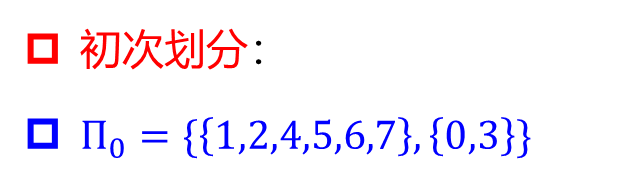 初次划分：
Π₀ = {{1,2,4,5,6,7},{0,3}}